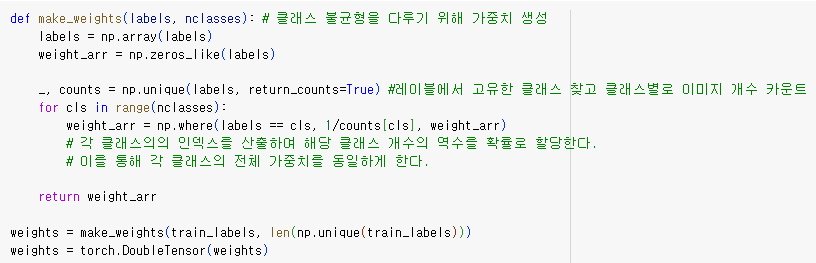 def make_weights(labels, nclasses): # 클래스 불균형을 다루기 위해 가중치 생성
    labels = np.array(labels)
    weight_arr = np.zeros_like(labels)

    _, counts = np.unique(labels, return_counts=True) #레이블에서 고유한 클래스 찾고 클래스별로 이미지 개수 카운트
    for cls in range(nclasses):
        weight_arr = np.where(labels == cls, 1/counts[cls], weight_arr)
        # 각 클래스의의 인덱스를 산출하여 해당 클래스 개수의 역수를 확률로 할당한다.
        # 이를 통해 각 클래스의 전체 가중치를 동일하게 한다.

    return weight_arr

weights = make_weights(train_labels, len(np.unique(train_labels)))
weights = torch.DoubleTensor(weights)